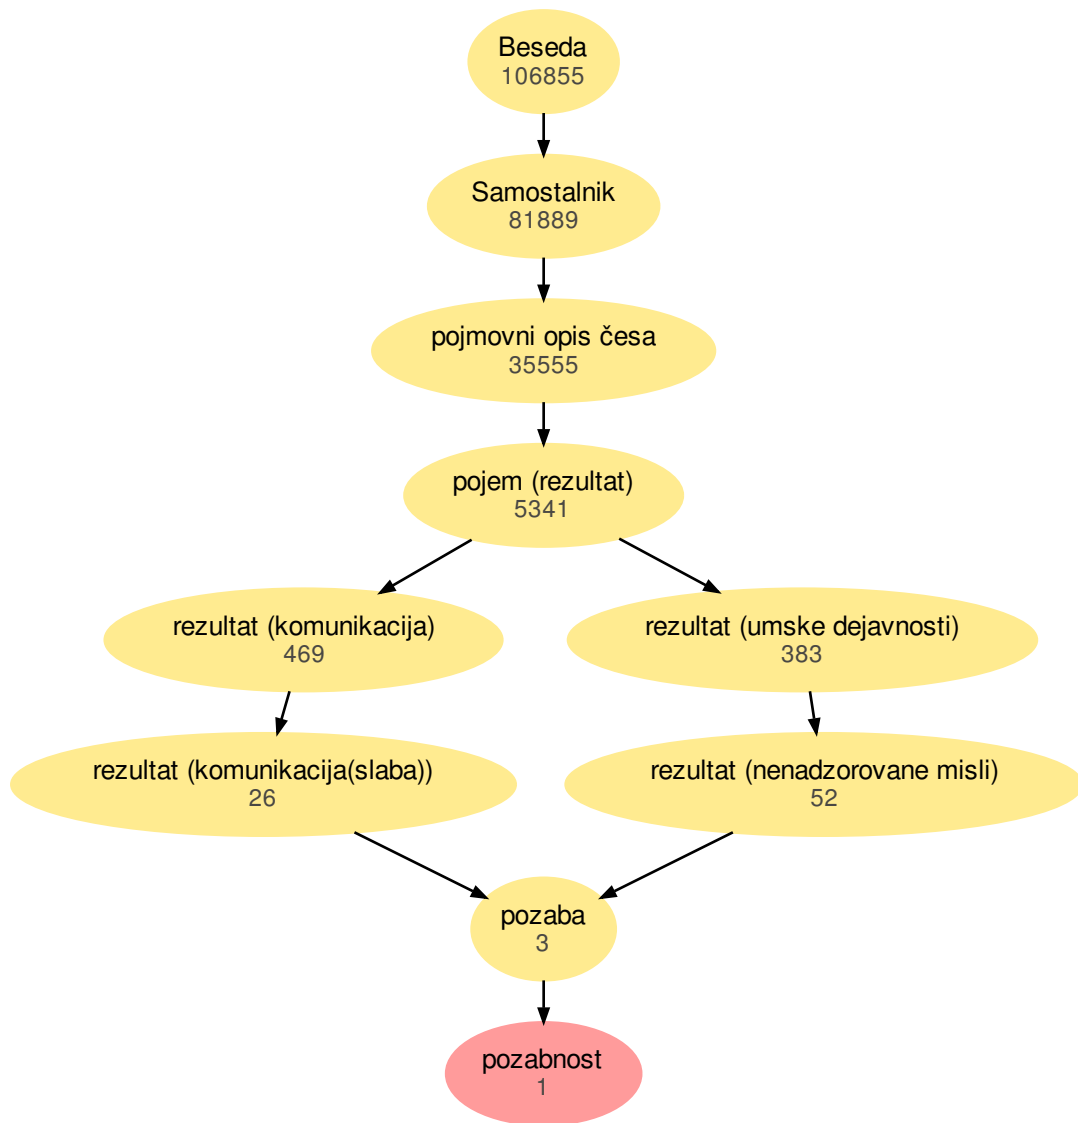 Beseda
106855
Samostalnik
81889
pojmovni opis česa
35555
pojem (rezultat)
5341
rezultat (komunikacija)
469
rezultat (umske dejavnosti)
383
rezultat (komunikacija(slaba))
26
rezultat (nenadzorovane misli)
52
pozaba
3
pozabnost
1